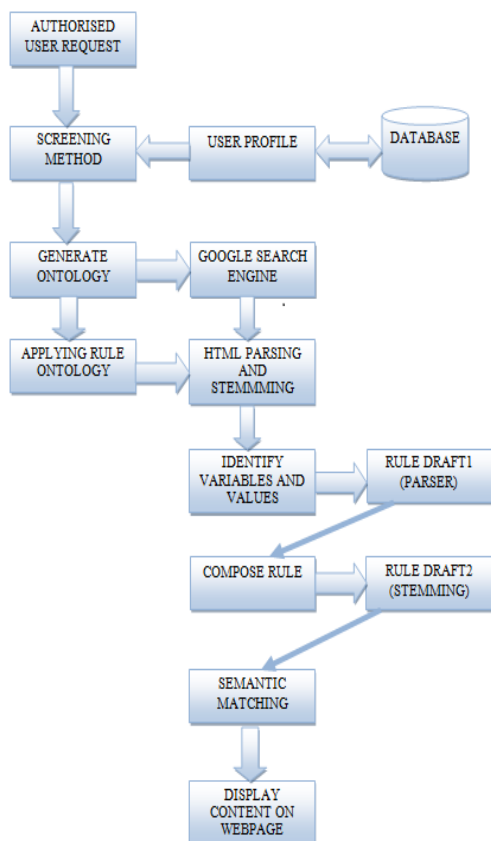 AUTHORISED
USER REQUEST
SCREENING
METHOD
USER PROFILE
DATABASE
GENERATE
ONTOLOGY
GOOGLE SEARCH
ENGINE
APPLYING RULE
ONTOLOGY
HTML PARSING
AND
STEMMMING
IDENTIFY
VARIABLES AND
VALUES
RULE DRAFT1
(PARSER)
COMPOSE RULE
RULE DRAFT2
(STEMMING)
SEMANTIC
MATCHING
DISPLAY
CONTENT ON
WEBPAGE